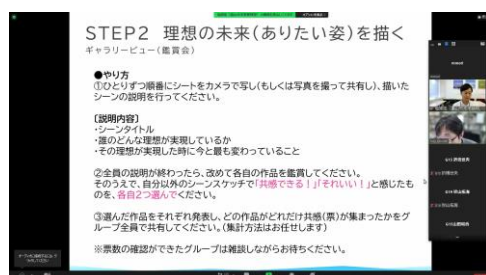 STEP2 理想の未来(ありたい姿)を描く
ギャラリービュー(鑑賞会)
●やり方
①ひとりずつ順番にシートをカメラで写し(もしくは写真を撮って共有し)、描いた
シーンの説明を行ってください。
【説明内容】
・シーンタイトル
・誰のどんな理想が実現しているか
・その理想が実現した時に今と最も変わっていること
②全員の説明が終わったら、改めて各自の作品を鑑賞してください。
そのうえで、自分以外のシーンスケッチで「共感できる!」「それいい!」と感じたも
のを、各自2つ選んでください。
③選んだ作品をそれぞれ発表し、どの作品がどれだけ共感(票)が集まったかをグ
ループ全員で共有してください。(集計方法はお任せします)
※票数の確認ができたグループは雑談しながらお待ちください。